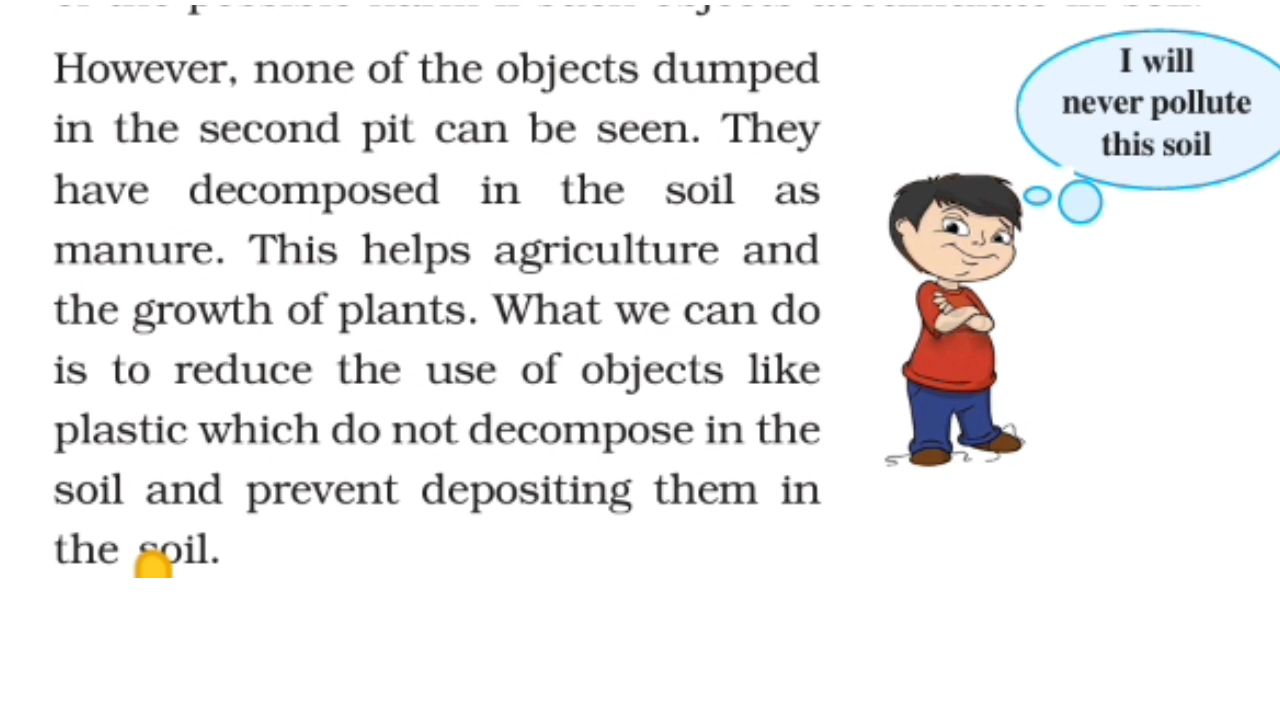 However, none of the objects dumped
in the second pit can be seen. They
have decomposed in the soil as
manure. This helps agriculture and
the growth of plants. What we can do
is to reduce the use of objects like
plastic which do not decompose in the
soil and prevent depositing them in
the soil.
I will
never pollute
this soil